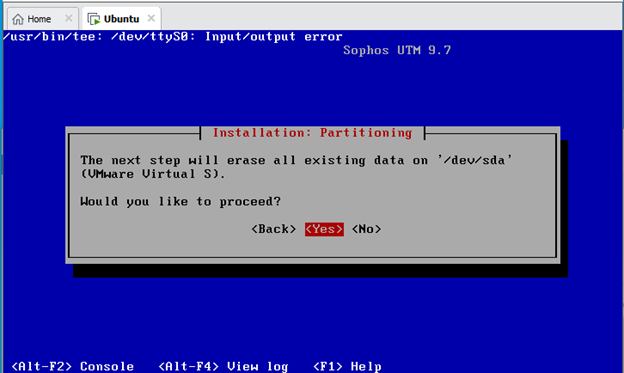 Home
Ubuntu
/usr/bin/tee: /dev/ttyS0: Input/output error
Sophos UTM 9.7
Installation: Partitioning
The next step will erase all existing data on '/dev/sda'
(VMware Virtual S).
Would you like to proceed?
<Back> <Yes> <No>
<Alt-F2> Console <Alt-F4> View log <F1> Help